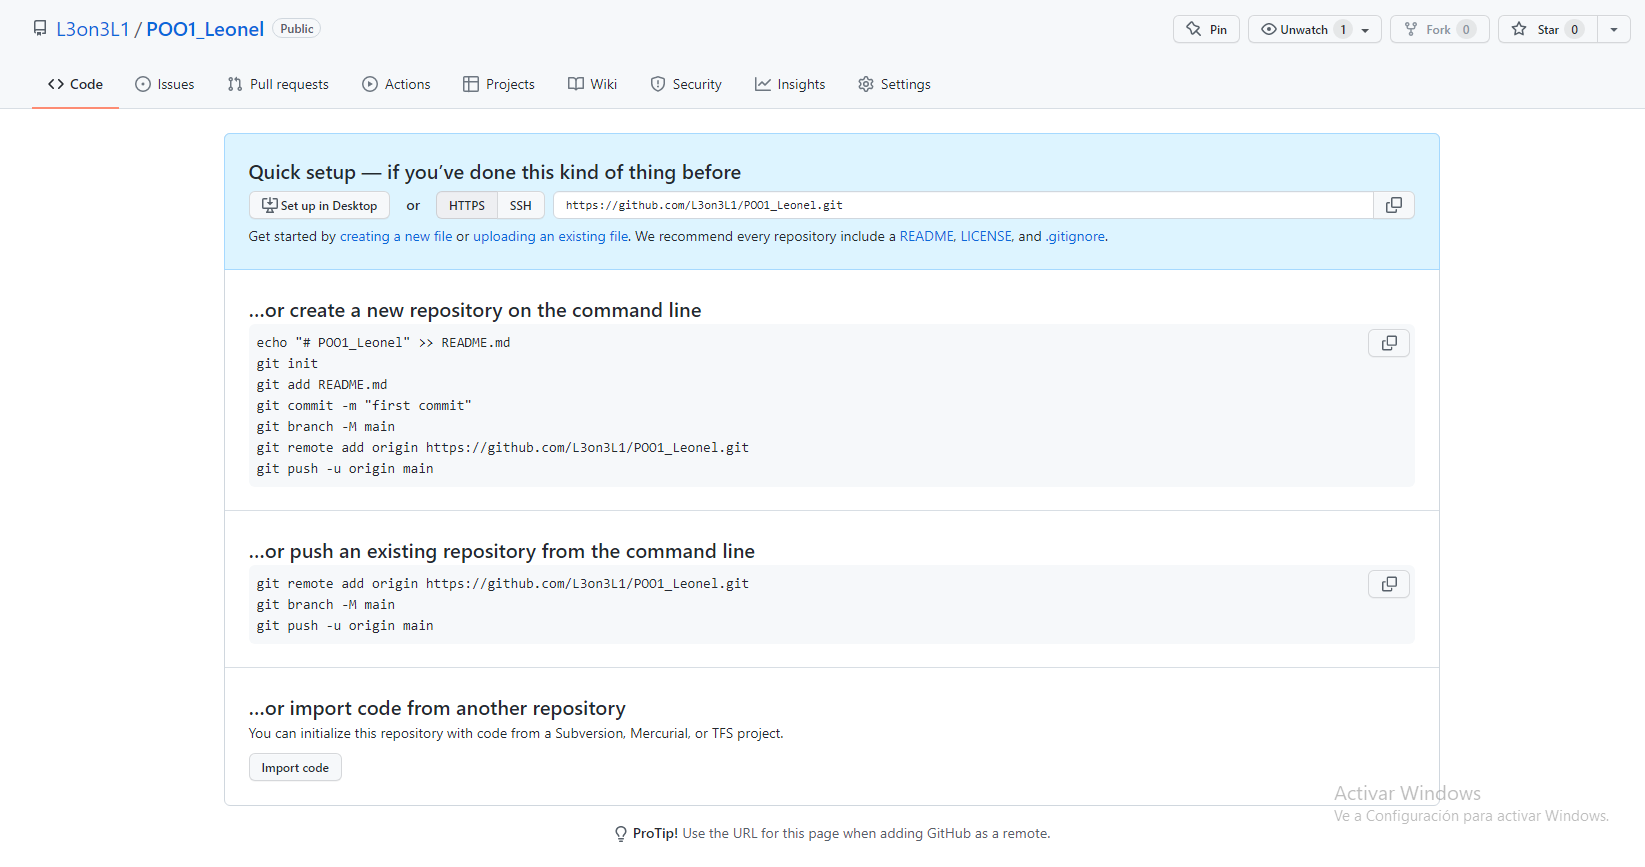 L3on3L1 / POO1_Leonel Public
Pin Unwatch 1 Fork 0 Star 0
Code Issues Pull requests Actions Projects Wiki Security Insights Settings
Quick setup — if you’ve done this kind of thing before
Set up in Desktop or HTTPS SSH https://github.com/L3on3L1/POO1_Leonel.git
Get started by creating a new file or uploading an existing file. We recommend every repository include a README, LICENSE, and .gitignore.
…or create a new repository on the command line
echo "# POO1_Leonel" >> README.md
git init
git add README.md
git commit -m "first commit"
git branch -M main
git remote add origin https://github.com/L3on3L1/POO1_Leonel.git
git push -u origin main
…or push an existing repository from the command line
git remote add origin https://github.com/L3on3L1/POO1_Leonel.git
git branch -M main
git push -u origin main
…or import code from another repository
You can initialize this repository with code from a Subversion, Mercurial, or TFS project.
Import code
Activar Windows
Ve a Configuración para activar Windows.
ProTip! Use the URL for this page when adding GitHub as a remote.